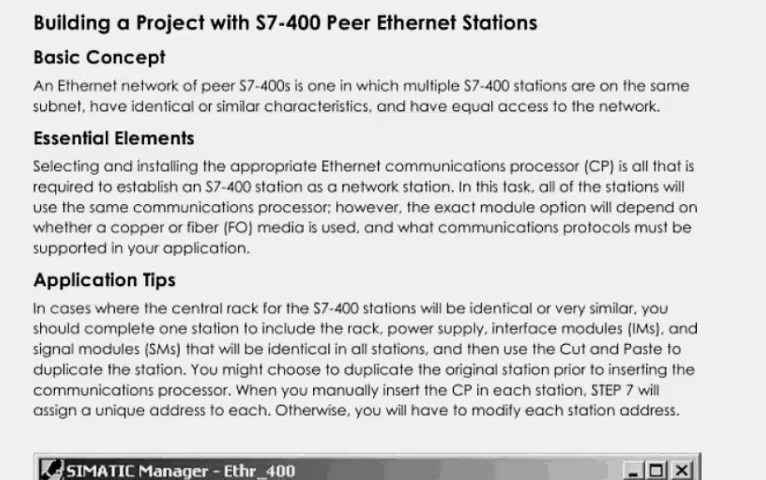 Building a Project with S7-400 Peer Ethernet Stations
Basic Concept
An Ethernet network of peer S7-400s is one in which multiple S7-400 stations are on the same
subnet, have identical or similar characteristics, and have equal access to the network.
Essential Elements
Selecting and installing the appropriate Ethernet communications processor (CP) is all that is
required to establish an S7-400 station as a network station. In this task, all of the stations will
use the same communications processor; however, the exact module option will depend on
whether a copper or fiber (FO) media is used, and what communications protocols must be
supported in your application.
Application Tips
In cases where the central rack for the S7-400 stations will be identical or very similar, you
should complete one station to include the rack, power supply, interface modules (IMs), and
signal modules (SMs) that will be identical in all stations, and then use the Cut and Paste to
duplicate the station. You might choose to duplicate the original station prior to inserting the
communications processor. When you manually insert the CP in each station, STEP 7 will
assign a unique address to each. Otherwise, you will have to modify each station address.
SIMATIC Manager - Ethr_400